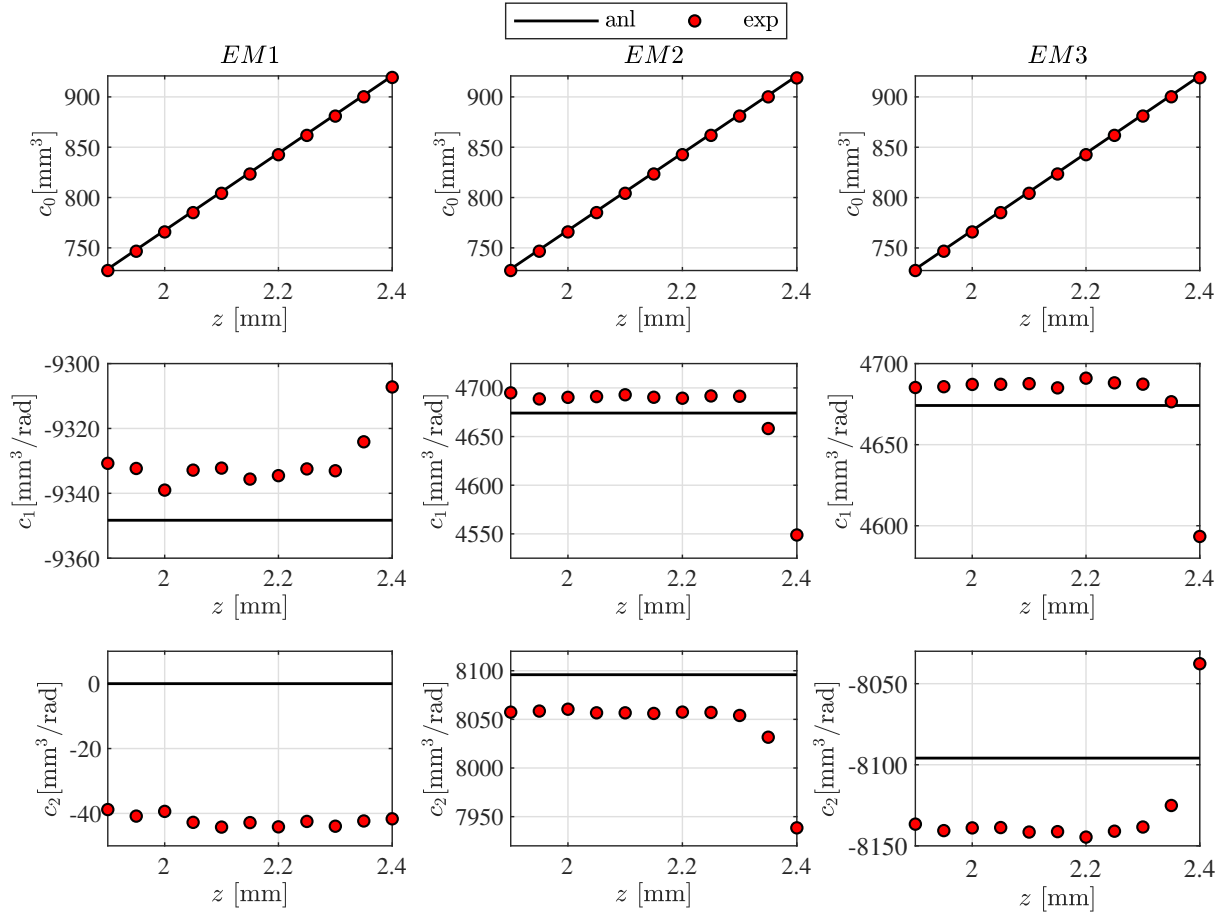 anl exp
EM1 EM2 EM3
900
850
800
750
c₀[mm³]
2 2.2 2.4
z [mm]
900
850
800
750
c₀[mm³]
2 2.2 2.4
z [mm]
900
850
800
750
c₀[mm³]
2 2.2 2.4
z [mm]
-9300
-9320
-9340
-9360
c₁[mm³/rad]
2 2.2 2.4
z [mm]
4700
4650
4600
4550
c₁[mm³/rad]
2 2.2 2.4
z [mm]
4700
4650
4600
c₁[mm³/rad]
2 2.2 2.4
z [mm]
0
-20
-40
c₂[mm³/rad]
2 2.2 2.4
z [mm]
8100
8050
8000
7950
c₂[mm³/rad]
2 2.2 2.4
z [mm]
-8050
-8100
-8150
c₂[mm³/rad]
2 2.2 2.4
z [mm]